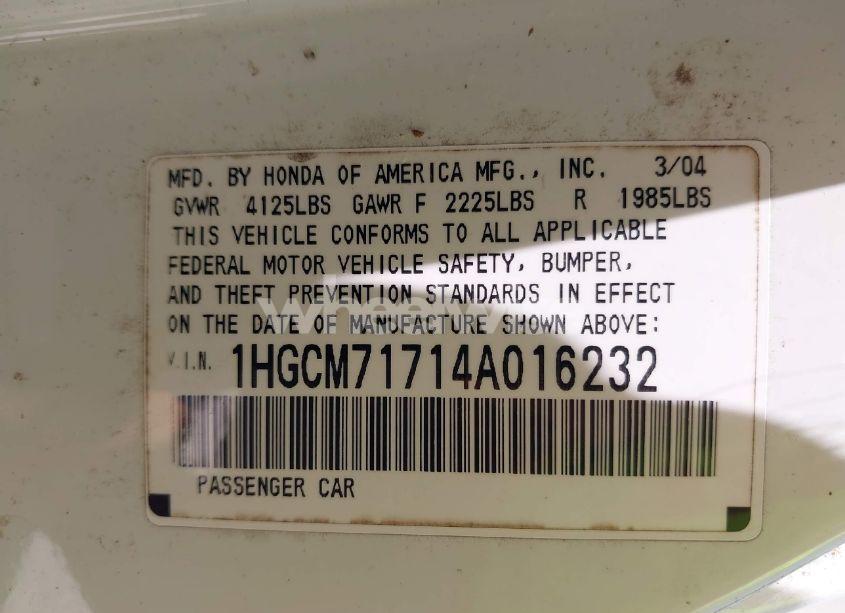 MFD. BY HONDA OF AMERICA MFG., INC. 3/04
GVWR 4125LBS GAWR F 2225LBS R 1985LBS
THIS VEHICLE CONFORMS TO ALL APPLICABLE
FEDERAL MOTOR VEHICLE SAFETY, BUMPER,
AND THEFT PREVENTION STANDARDS IN EFFECT
ON THE DATE OF MANUFACTURE SHOWN ABOVE:
V.I.N. 1HGCM71714A016232
PASSENGER CAR